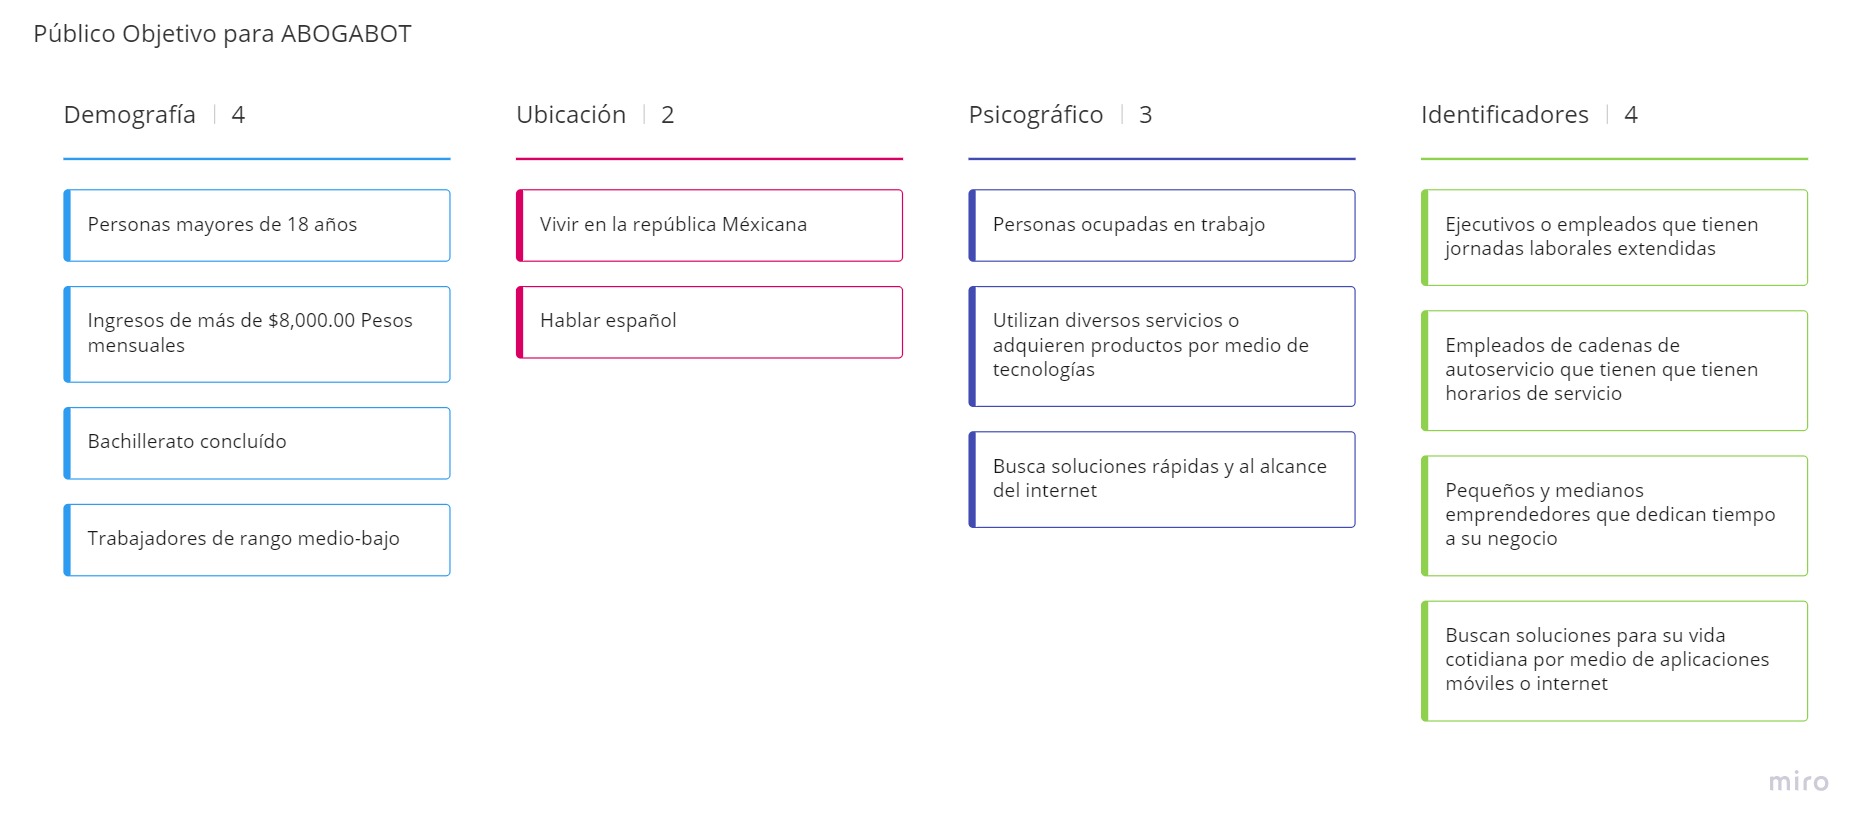 Público Objetivo para ABOGABOT
Demografía | 4
Personas mayores de 18 años
Ingresos de más de $8,000.00 Pesos
mensuales
Bachillerato concluído
Trabajadores de rango medio-bajo
Ubicación | 2
Vivir en la república Méxicana
Hablar español
Psicográfico | 3
Personas ocupadas en trabajo
Utilizan diversos servicios o
adquieren productos por medio de
tecnologías
Busca soluciones rápidas y al alcance
del internet
Identificadores | 4
Ejecutivos o empleados que tienen
jornadas laborales extendidas
Empleados de cadenas de
autoservicio que tienen que tienen
horarios de servicio
Pequeños y medianos
emprendedores que dedican tiempo
a su negocio
Buscan soluciones para su vida
cotidiana por medio de aplicaciones
móviles o internet
miro